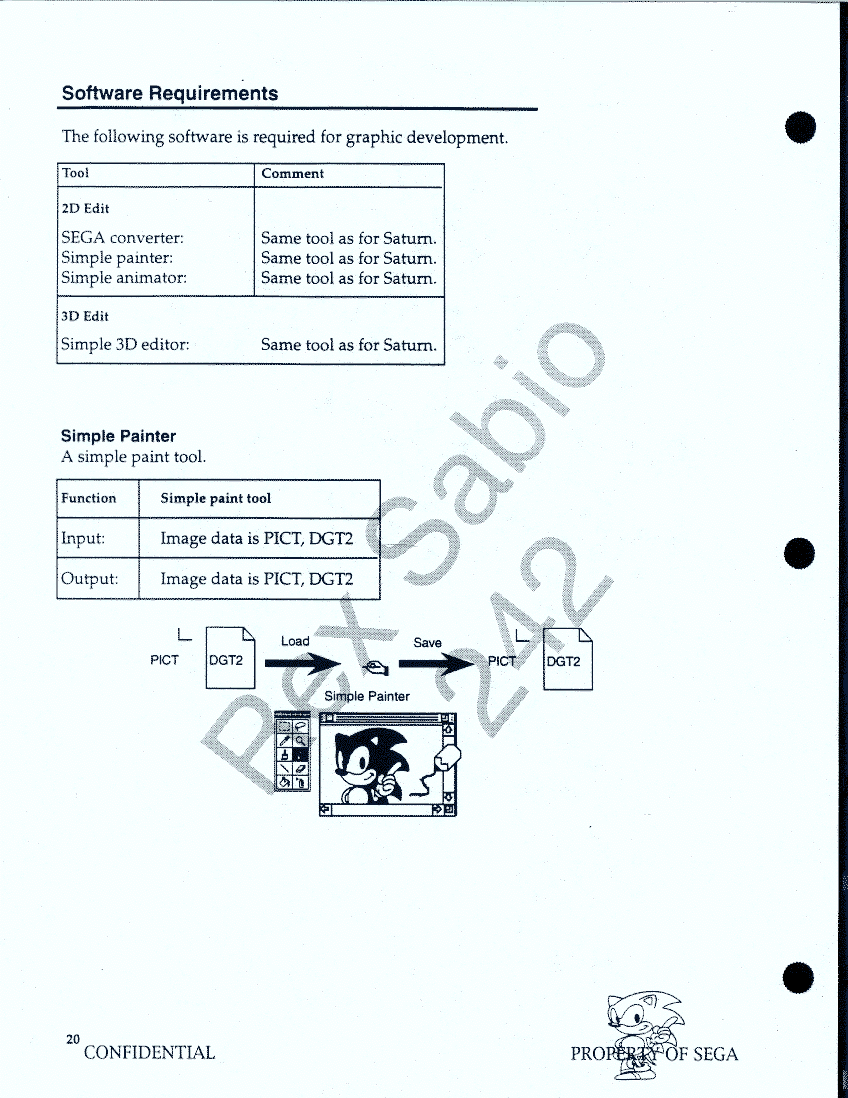 Software Requirements
The following software is required for graphic development.
Tool Comment
2D Edit
SEGA converter: Same tool as for Saturn.
Simple painter: Same tool as for Saturn.
Simple animator: Same tool as for Saturn.
3D Edit
Simple 3D editor: Same tool as for Saturn.
Simple Painter
A simple paint tool.
Function Simple paint tool
Input: Image data is PICT, DGT2
Output: Image data is PICT, DGT2
Rex Sabio
242
PICT DGT2 Load Save PICT DGT2
Simple Painter
20
CONFIDENTIAL PROPERTY OF SEGA